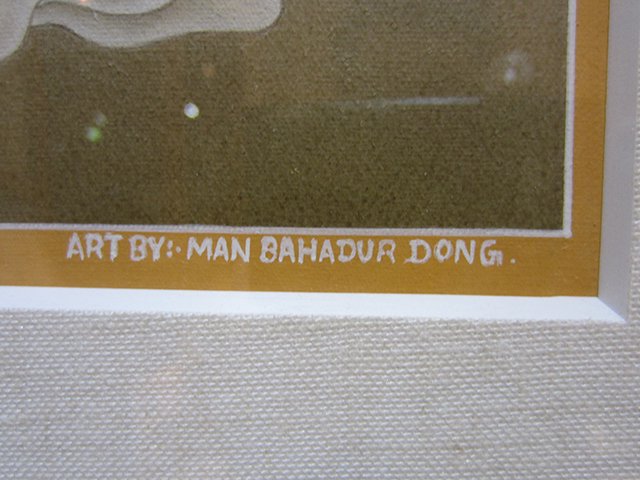 ART BY:· MAN BAHADUR DONG.